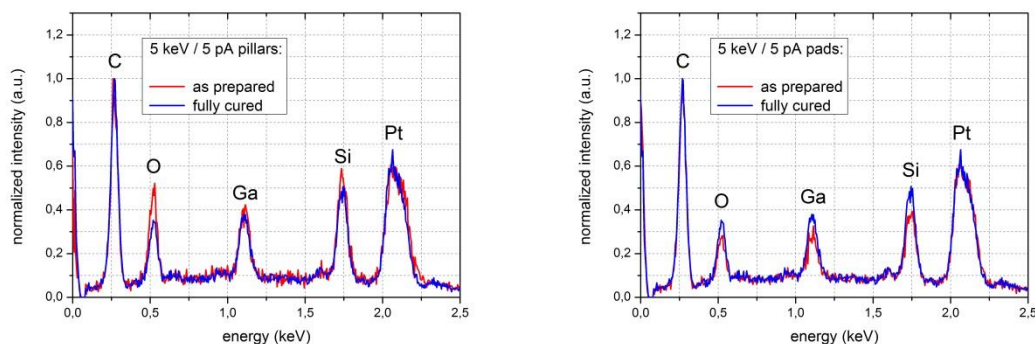 1,2
1,0
0,8
0,6
0,4
0,2
0,0
normalized intensity (a.u.)
5 keV / 5 pA pillars:
as prepared
fully cured
C
O
Ga
Si
Pt
0,0 0,5 1,0 1,5 2,0 2,5
energy (keV)
1,2
1,0
0,8
0,6
0,4
0,2
0,0
normalized intensity (a.u.)
5 keV / 5 pA pads:
as prepared
fully cured
C
O
Ga
Si
Pt
0,0 0,5 1,0 1,5 2,0 2,5
energy (keV)